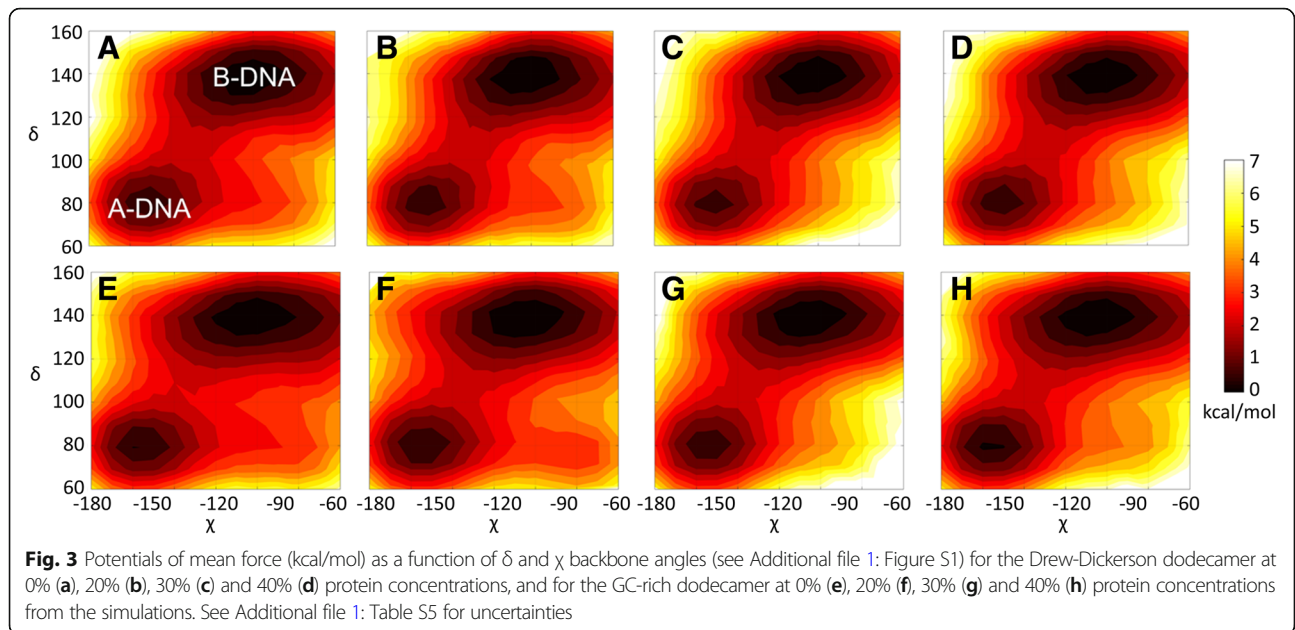 A
B
C
D
160
140
120
100
80
60
δ
B-DNA
A-DNA
E
F
G
H
160
140
120
100
80
60
δ
-180 -150 -120 -90 -60
-180 -150 -120 -90 -60
-180 -150 -120 -90 -60
-180 -150 -120 -90 -60
χ
χ
χ
χ
7
6
5
4
3
2
1
0
kcal/mol
Fig. 3 Potentials of mean force (kcal/mol) as a function of δ and χ backbone angles (see Additional file 1: Figure S1) for the Drew-Dickerson dodecamer at
0% (a), 20% (b), 30% (c) and 40% (d) protein concentrations, and for the GC-rich dodecamer at 0% (e), 20% (f), 30% (g) and 40% (h) protein concentrations
from the simulations. See Additional file 1: Table S5 for uncertainties